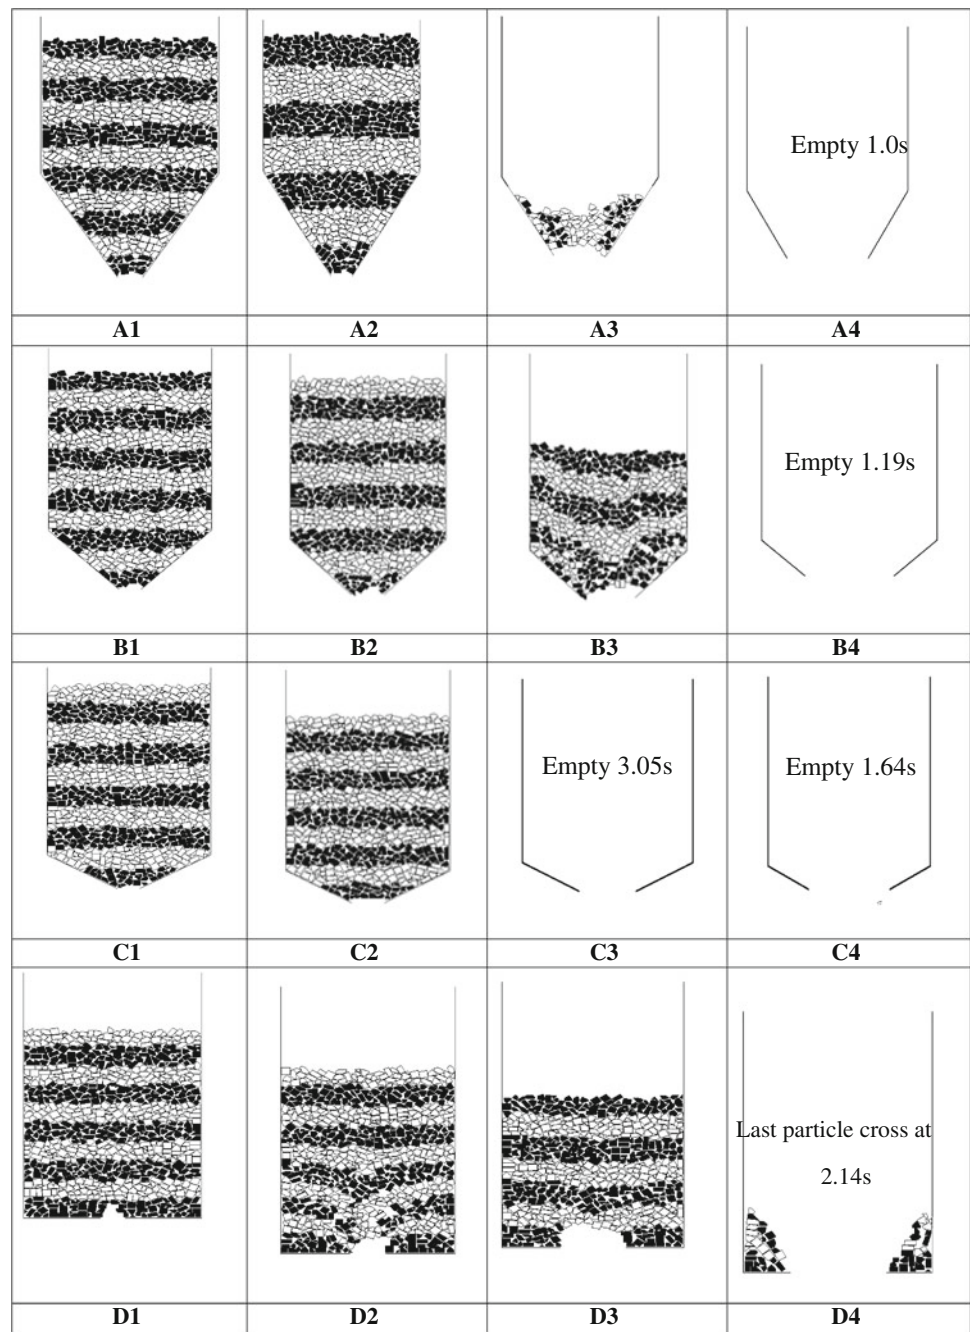 Empty 1.0s
A1 A2 A3 A4
Empty 1.19s
B1 B2 B3 B4
Empty 3.05s Empty 1.64s
C1 C2 C3 C4
Last particle cross at
2.14s
D1 D2 D3 D4